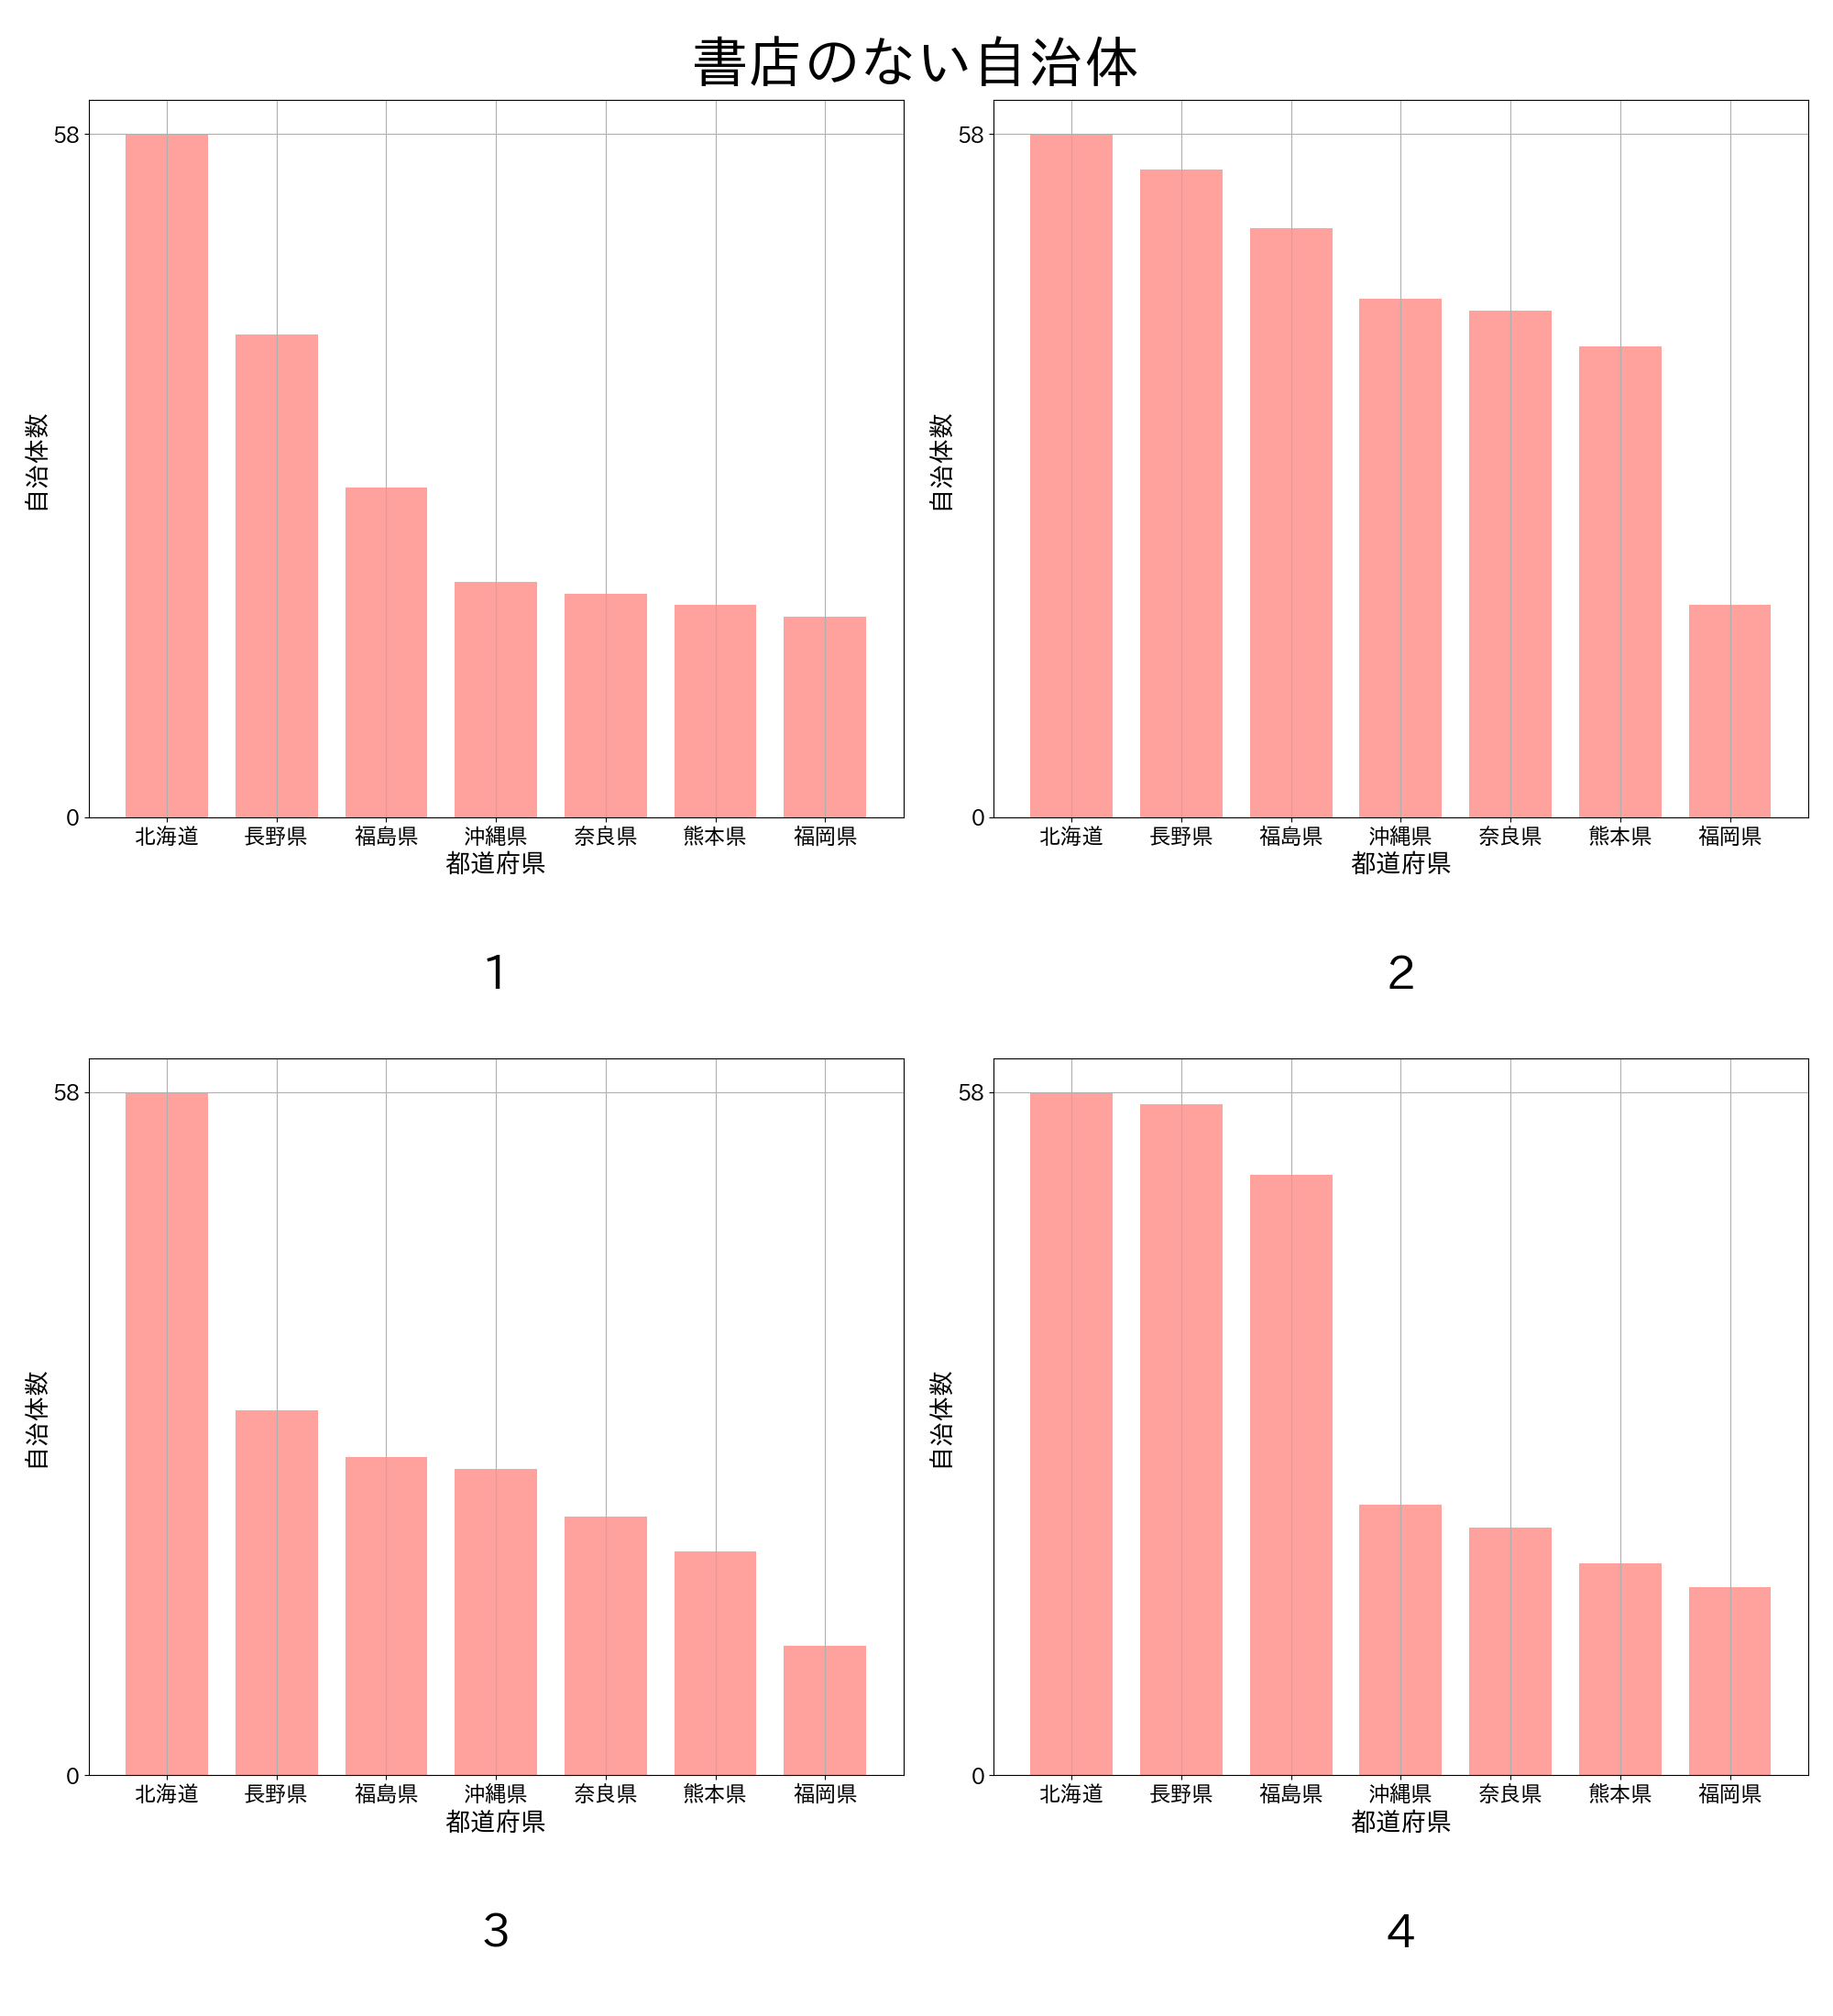 書店のない自治体
58
0
自治体数
北海道 長野県 福島県 沖縄県 奈良県 熊本県 福岡県
都道府県
1
58
0
自治体数
北海道 長野県 福島県 沖縄県 奈良県 熊本県 福岡県
都道府県
2
58
0
自治体数
北海道 長野県 福島県 沖縄県 奈良県 熊本県 福岡県
都道府県
3
58
0
自治体数
北海道 長野県 福島県 沖縄県 奈良県 熊本県 福岡県
都道府県
4